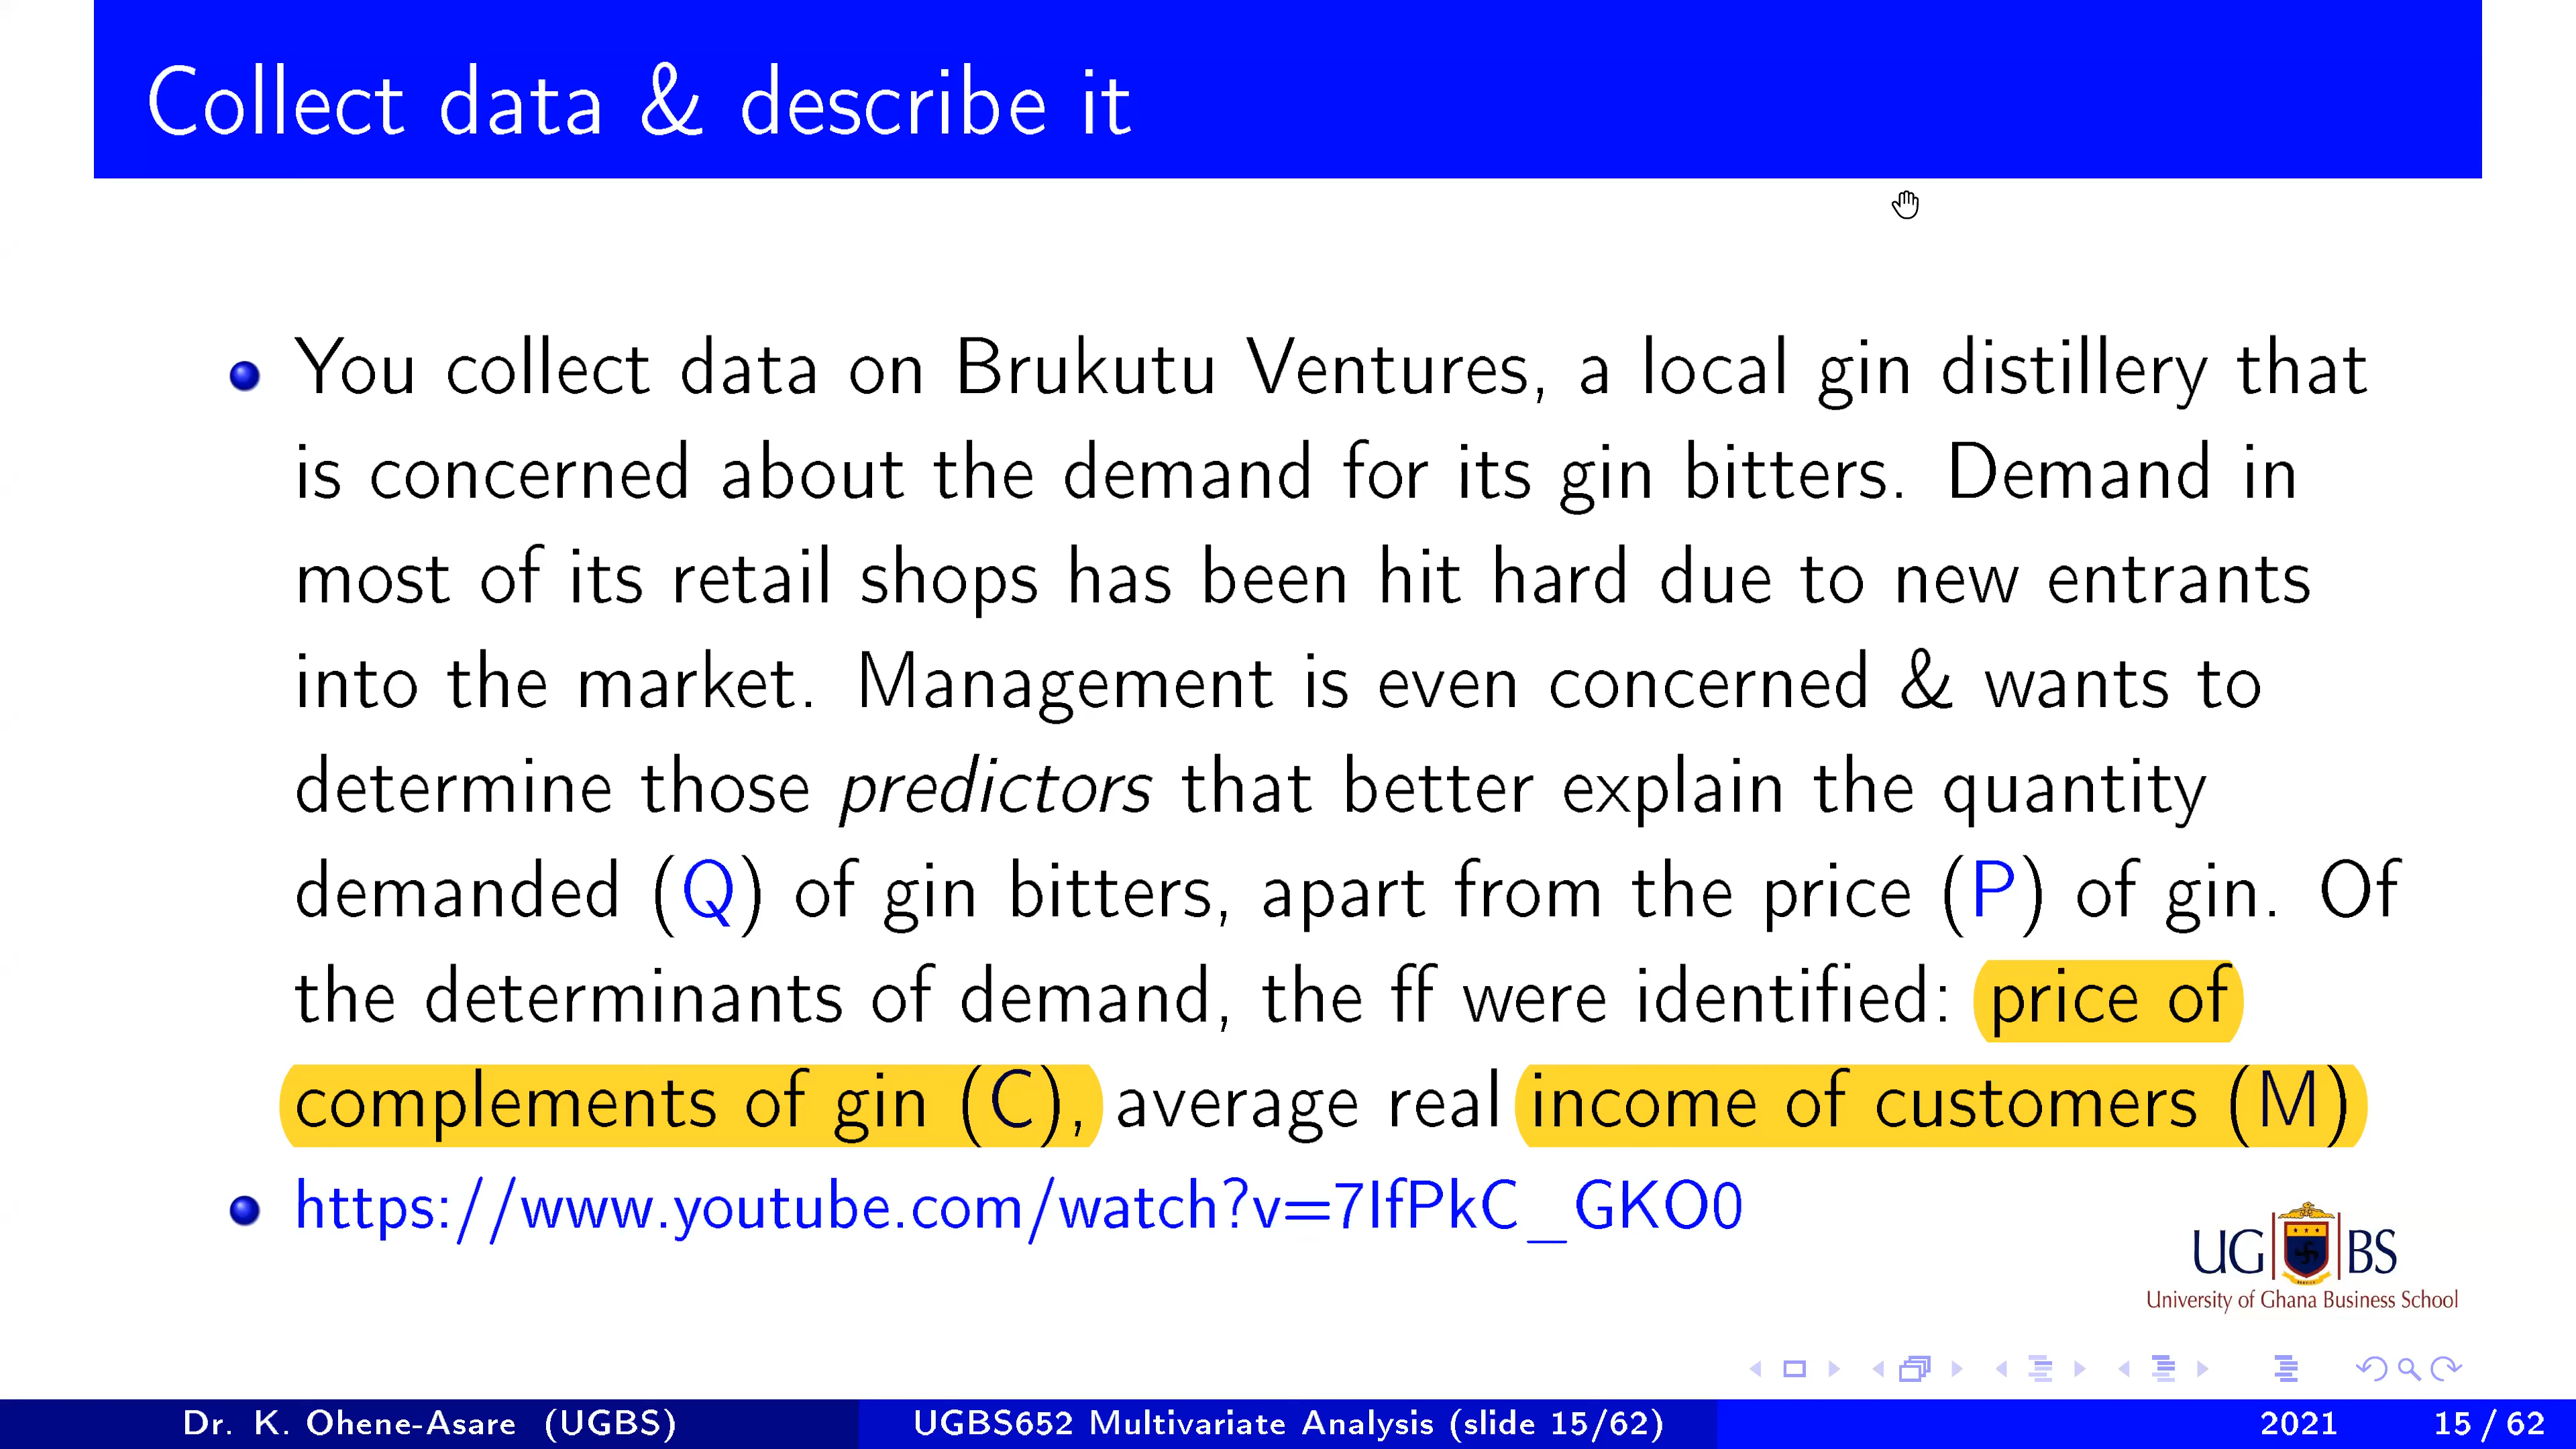 Collect data & describe it
You collect data on Brukutu Ventures, a local gin distillery that
is concerned about the demand for its gin bitters. Demand in
most of its retail shops has been hit hard due to new entrants
into the market. Management is even concerned & wants to
determine those predictors that better explain the quantity
demanded (Q) of gin bitters, apart from the price (P) of gin. Of
the determinants of demand, the ff were identified: price of
complements of gin (C), average real income of customers (M)
https://www.youtube.com/watch?v=7IfPkC_GKO0
UG BS
University of Ghana Business School
Dr. K. Ohene-Asare (UGBS) UGBS652 Multivariate Analysis (slide 15/62) 2021 15 / 62